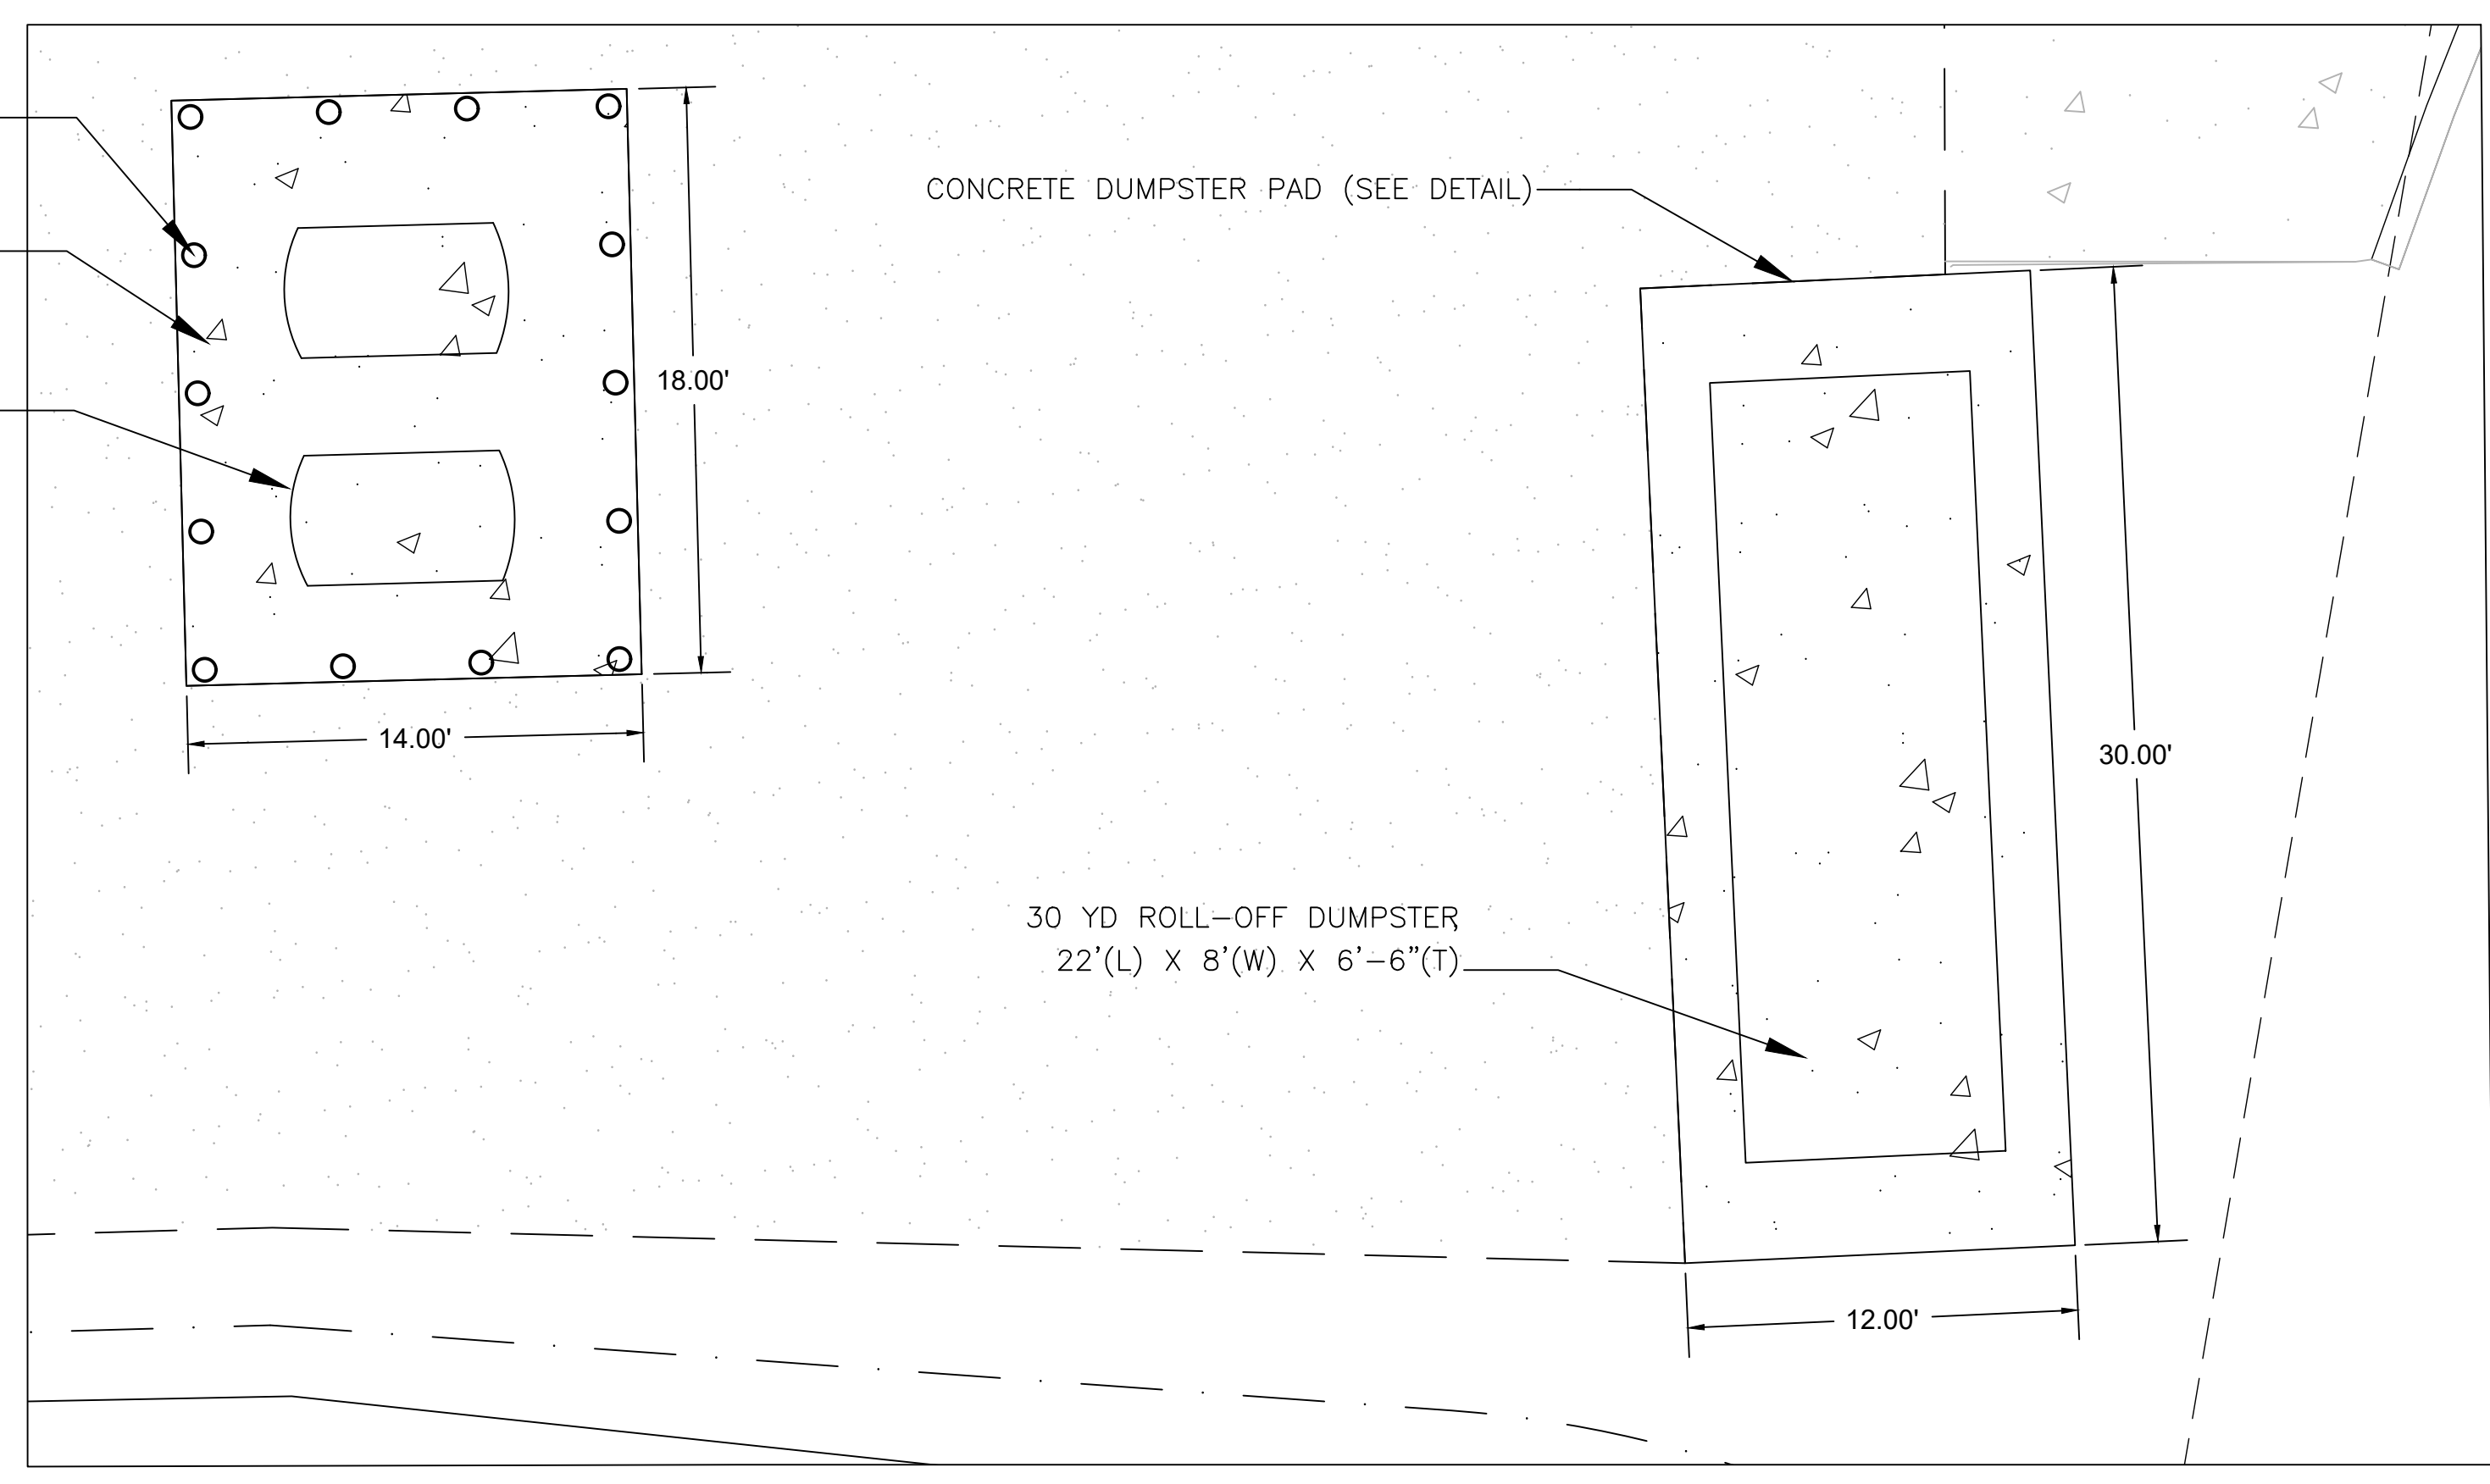 CONCRETE DUMPSTER PAD (SEE DETAIL)
18.00'
14.00'
30.00'
30 YD ROLL-OFF DUMPSTER,
22'(L) X 8'(W) X 6'-6"(T)
12.00'